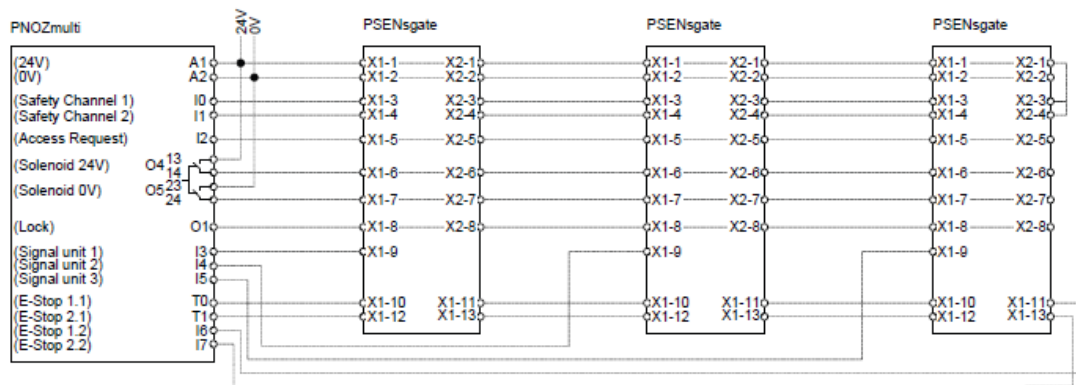 PNOZmulti 24V 0V PSENsgate PSENsgate PSENsgate
(24V) A1 X1-1 X2-1 X1-1 X2-1 X1-1 X2-1
(0V) A2 X1-2 X2-2 X1-2 X2-2 X1-2 X2-2
(Safety Channel 1) I0 X1-3 X2-3 X1-3 X2-3 X1-3 X2-3
(Safety Channel 2) I1 X1-4 X2-4 X1-4 X2-4 X1-4 X2-4
(Access Request) I2 X1-5 X2-5 X1-5 X2-5 X1-5 X2-5
(Solenoid 24V) O4 13
14 X1-6 X2-6 X1-6 X2-6 X1-6 X2-6
(Solenoid 0V) O5 23
24 X1-7 X2-7 X1-7 X2-7 X1-7 X2-7
(Lock) O1 X1-8 X2-8 X1-8 X2-8 X1-8 X2-8
(Signal unit 1) I3 X1-9 X1-9 X1-9
(Signal unit 2) I4
(Signal unit 3) I5
(E-Stop 1.1) T0 X1-10 X1-11 X1-10 X1-11 X1-10 X1-11
(E-Stop 2.1) T1 X1-12 X1-13 X1-12 X1-13 X1-12 X1-13
(E-Stop 1.2) I6
(E-Stop 2.2) I7